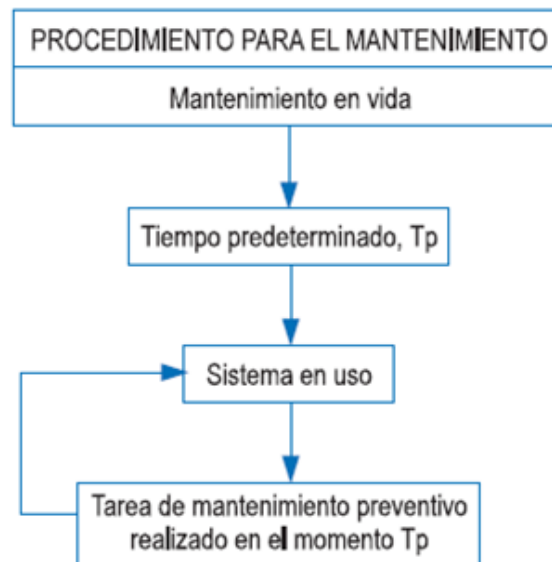 PROCEDIMIENTO PARA EL MANTENIMIENTO
Mantenimiento en vida
Tiempo predeterminado, Tp
Sistema en uso
Tarea de mantenimiento preventivo
realizado en el momento Tp